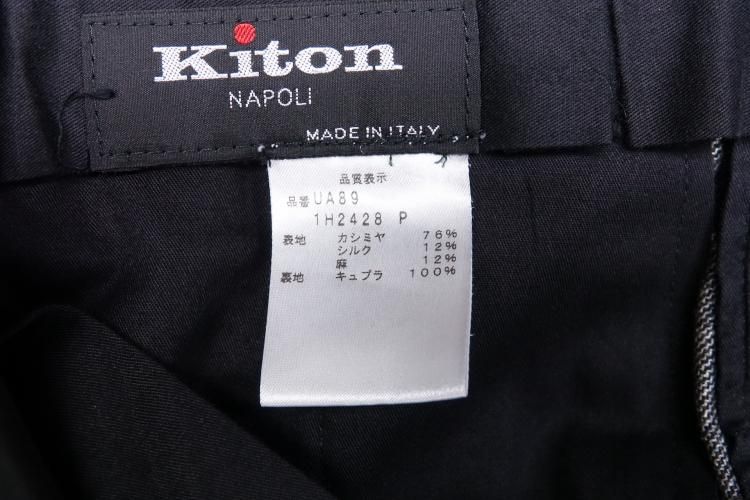 Kiton
NAPOLI
MADE IN ITALY
品質表示
品番 UA89
1H2428 P
表地 カシミヤ 76%
シルク 12%
麻 12%
裏地 キュプラ 100%